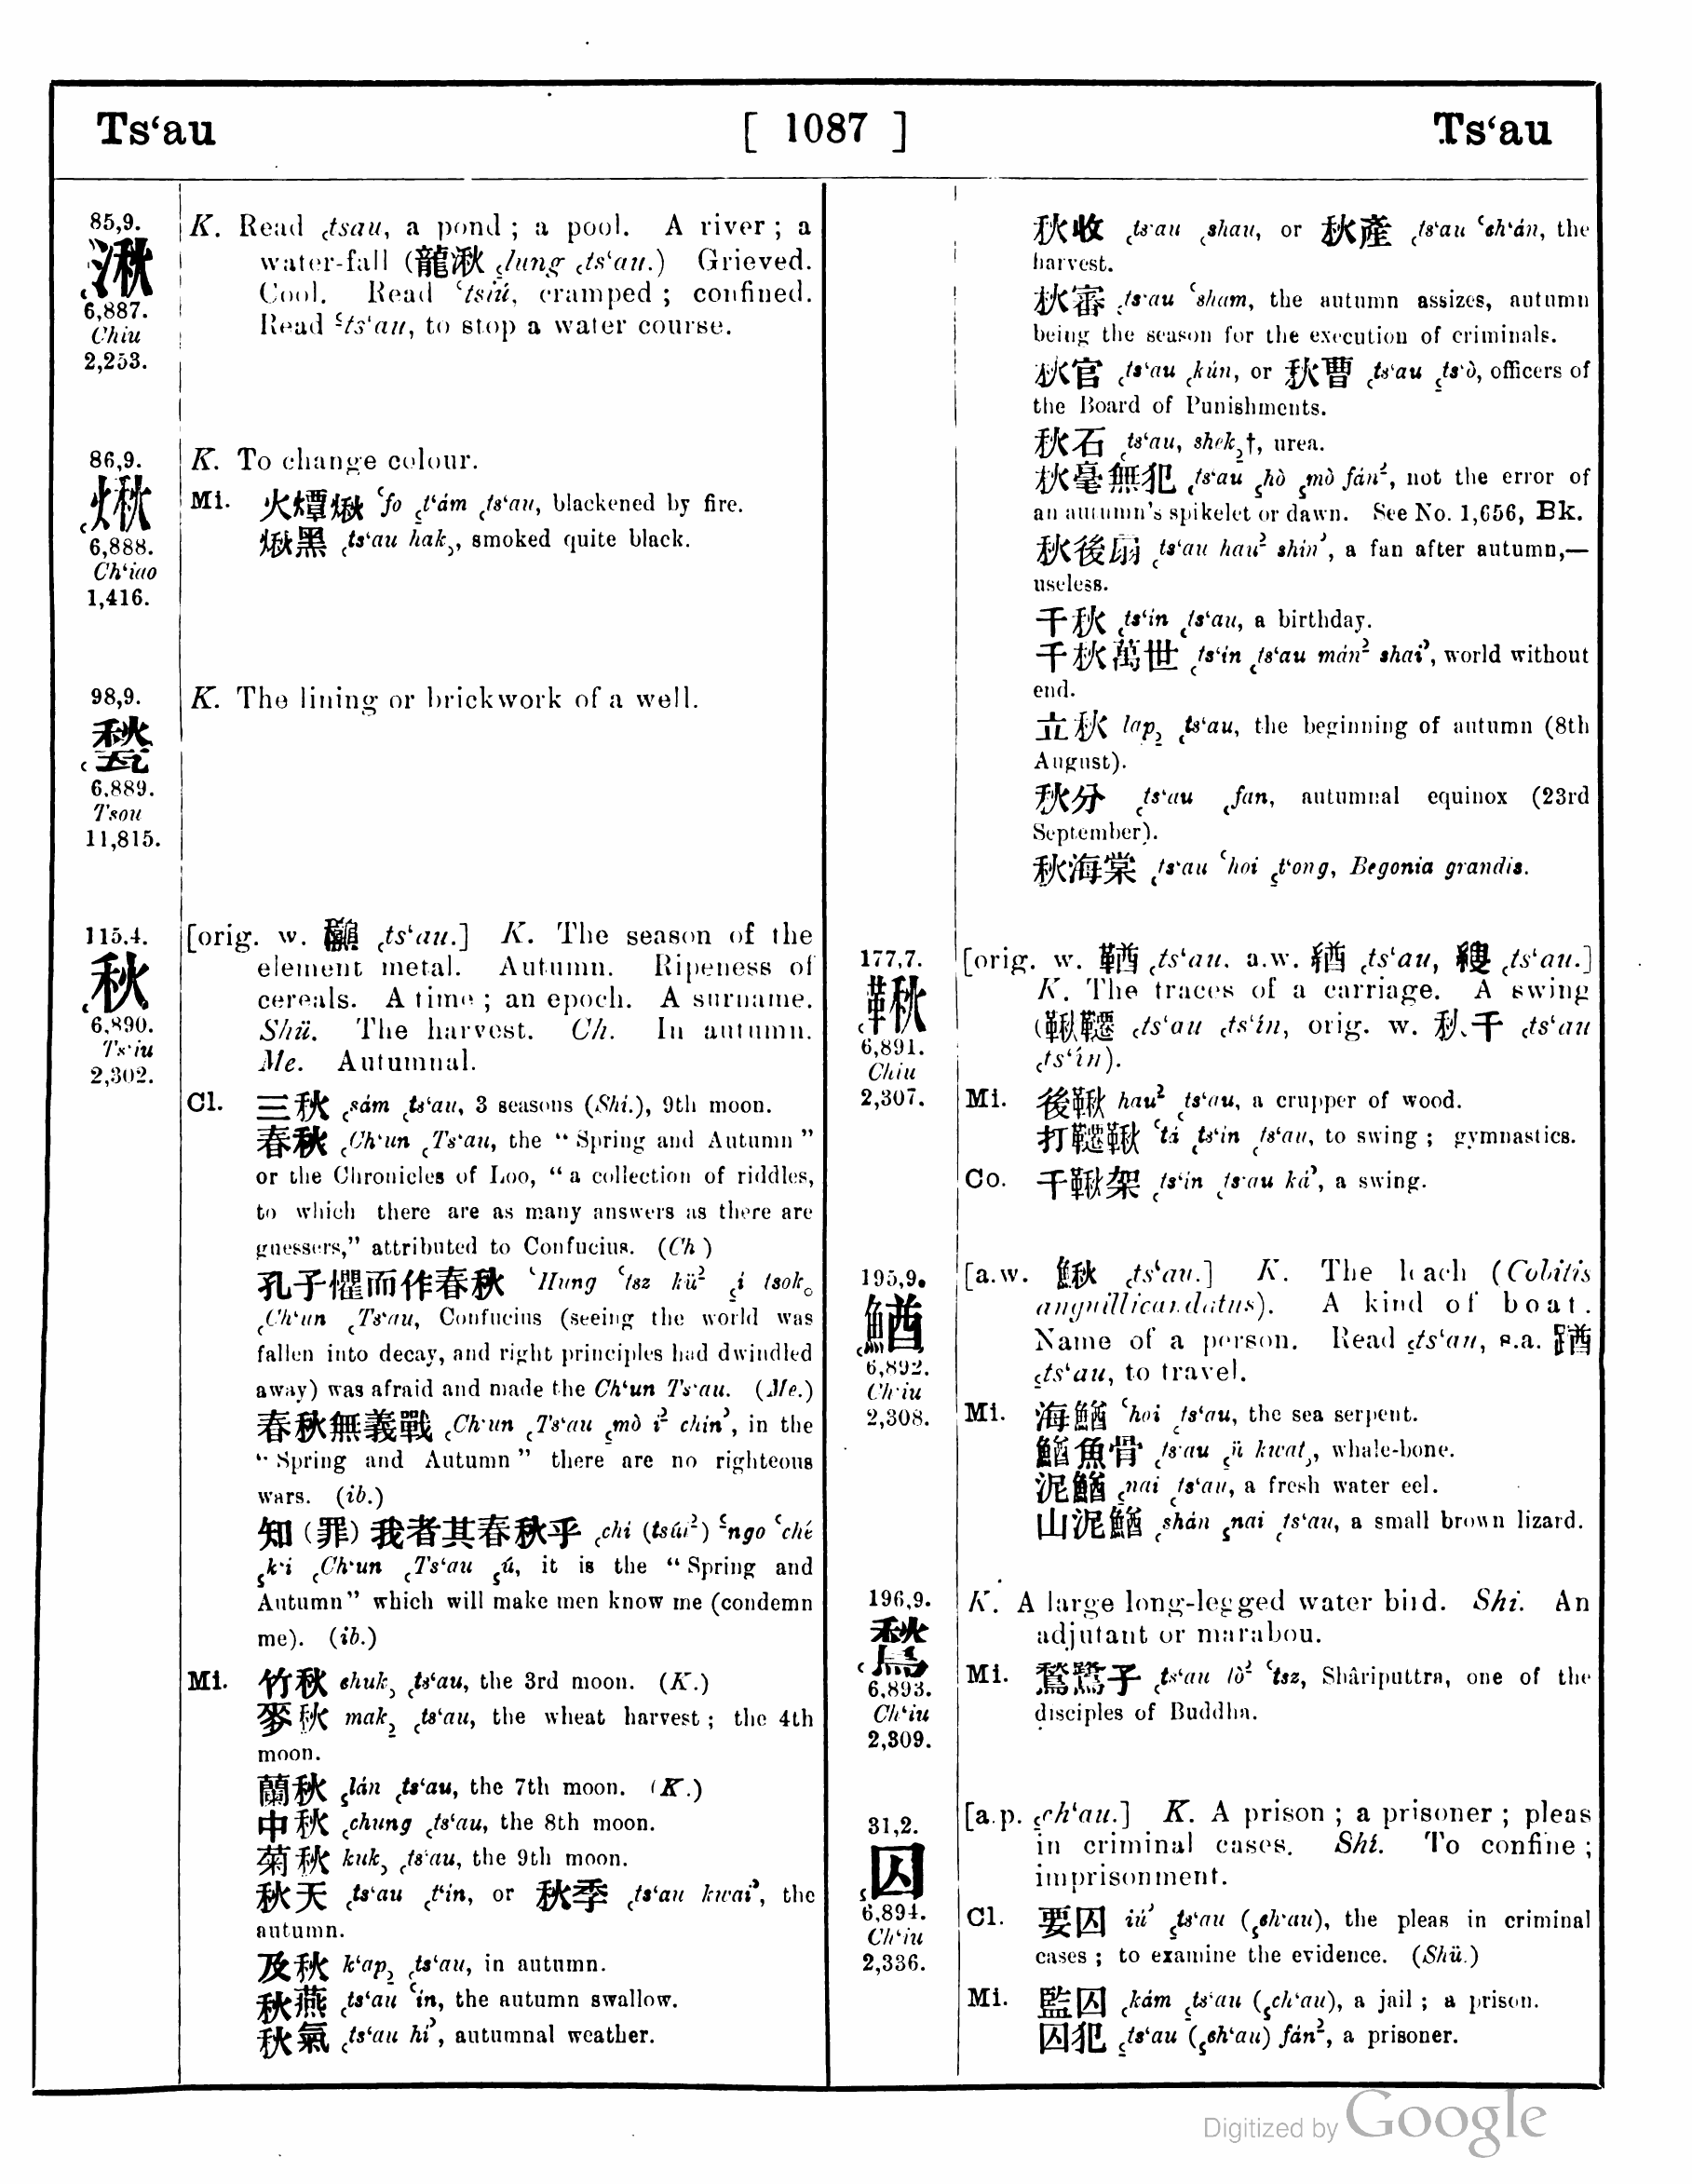 Ts‘au [ 1087 ] Ts‘au
85,9.
湫
6,887.
Chiu
2,253.
K. Read ꜀tsau, a pond; a pool. A river; a
water-fall (龍湫 ꜁lung ꜀ts‘au.) Grieved.
Cool. Read ꜂tsiú, cramped; confined.
Read ꜃ts‘au, to stop a water course.
86,9.
煍
6,888.
Ch‘iao
1,416.
K. To change colour.
Mi. 火燂煍 ꜂fo ꜁t‘ám ꜀ts‘au, blackened by fire.
煍黑 ꜀ts‘au hak꜆, smoked quite black.
98,9.
甃
6,889.
Tsou
11,815.
K. The lining or brickwork of a well.
115,4.
秋
6,890.
Ts‘iu
2,302.
[orig. w. 龝 ꜀ts‘au.] K. The season of the
element metal. Autumn. Ripeness of
cereals. A time; an epoch. A surname.
Shü. The harvest. Ch. In autumn.
Me. Autumnal.
Cl. 三秋 ꜀sám ꜀ts‘au, 3 seasons (Shi.), 9th moon.
春秋 ꜀Ch‘un ꜀Ts‘au, the “Spring and Autumn”
or the Chronicles of Loo, “a collection of riddles,
to which there are as many answers as there are
guessers,” attributed to Confucius. (Ch)
孔子懼而作春秋 ꜂Hung ꜂tsz kü꜅ ꜁i tsok꜀
꜀Ch‘un ꜀Ts‘au, Confucius (seeing the world was
fallen into decay, and right principles had dwindled
away) was afraid and made the Ch‘un Ts‘au. (Me.)
春秋無義戰 ꜀Ch‘un ꜀Ts‘au ꜁mò í꜅ chin꜄, in the
“Spring and Autumn” there are no righteous
wars. (ib.)
知(罪)我者其春秋乎 ꜀chi (tsúi꜅) ꜃ngo ꜂ché
꜁k‘i ꜀Ch‘un ꜀Ts‘au ꜁ú, it is the “Spring and
Autumn” which will make men know me (condemn
me). (ib.)
Mi. 竹秋 chuk꜆ ꜀ts‘au, the 3rd moon. (K.)
麥秋 mak꜇ ꜀ts‘au, the wheat harvest; the 4th
moon.
蘭秋 ꜁lán ꜀ts‘au, the 7th moon. (K.)
中秋 ꜀chung ꜀ts‘au, the 8th moon.
菊秋 kuk꜆ ꜀ts‘au, the 9th moon.
秋天 ꜀ts‘au ꜀t‘in, or 秋季 ꜀ts‘au kwai꜄, the
autumn.
及秋 k‘ap꜇ ꜀ts‘au, in autumn.
秋燕 ꜀ts‘au ꜂in, the autumn swallow.
秋氣 ꜀ts‘au hí꜄, autumnal weather.
秋收 ꜀ts‘au ꜀shau, or 秋產 ꜀ts‘au ꜂ch‘án, the
harvest.
秋審 ꜀ts‘au ꜂sham, the autumn assizes, autumn
being the season for the execution of criminals.
秋官 ꜀ts‘au ꜀kún, or 秋曹 ꜀ts‘au ꜁ts‘ò, officers of
the Board of Punishments.
秋石 ꜀ts‘au, shek꜇†, urea.
秋毫無犯 ꜀ts‘au ꜁hò ꜁mò fán꜅, not the error of
an autumn's spikelet or dawn. See No. 1,656, Bk.
秋後扇 ꜀ts‘au hau꜅ shin꜄, a fan after autumn,—
useless.
千秋 ꜀ts‘in ꜀ts‘au, a birthday.
千秋萬世 ꜀ts‘in ꜀ts‘au mán꜅ shai꜄, world without
end.
立秋 lap꜇ ꜀ts‘au, the beginning of autumn (8th
August).
秋分 ꜀ts‘au ꜀fan, autumnal equinox (23rd
September).
秋海棠 ꜀ts‘au ꜂hoi ꜁t‘ong, Begonia grandis.
177,7.
鞦
6,891.
Chiu
2,307.
[orig. w. 鞧 ꜀ts‘au. a.w. 緧 ꜀ts‘au, ꜀ts‘au.]
K. The traces of a carriage. A swing
(鞦韆 ꜀ts‘au ꜀ts‘ín, orig. w. 秋千 ꜀ts‘au
꜀ts‘ín).
Mi. 後鞦 hau꜅ ꜀ts‘au, a crupper of wood.
打韆鞦 ꜂tá ꜀ts‘in ꜀ts‘au, to swing; gymnastics.
Co. 千鞦架 ꜀ts‘in ꜀ts‘au ká꜄, a swing.
195,9.
鰌
6,892.
Ch‘iu
2,308.
[a.w. 鰍 ꜀ts‘au.] K. The loach (Cobitis
anguillicaudatus). A kind of boat.
Name of a person. Read ꜁ts‘au, s.a. 蹖
꜁ts‘au, to travel.
Mi. 海鰌 ꜂hoi ꜀ts‘au, the sea serpent.
鰌魚骨 ꜀ts‘au ꜁ü kwat꜆, whale-bone.
泥鰌 ꜁nai ꜀ts‘au, a fresh water eel.
山泥鰌 ꜀shán ꜁nai ꜀ts‘au, a small brown lizard.
196,9.
鶖
6,893.
Ch‘iu
2,309.
K. A large long-legged water bird. Shi. An
adjutant or marabou.
Mi. 鶖鷺子 ꜀ts‘au lò꜅ ꜂tsz, Shâriputtra, one of the
disciples of Buddha.
31,2.
囚
6,894.
Ch‘iu
2,336.
[a.p. ꜁ch‘au.] K. A prison; a prisoner; pleas
in criminal cases. Shi. To confine;
imprisonment.
Cl. 要囚 iú꜄ ꜁ts‘au (꜁ch‘au), the pleas in criminal
cases; to examine the evidence. (Shü.)
Mi. 監囚 ꜀kám ꜁ts‘au (꜁ch‘au), a jail; a prison.
囚犯 ꜁ts‘au (꜁ch‘au) fán꜅, a prisoner.
Digitized by Google